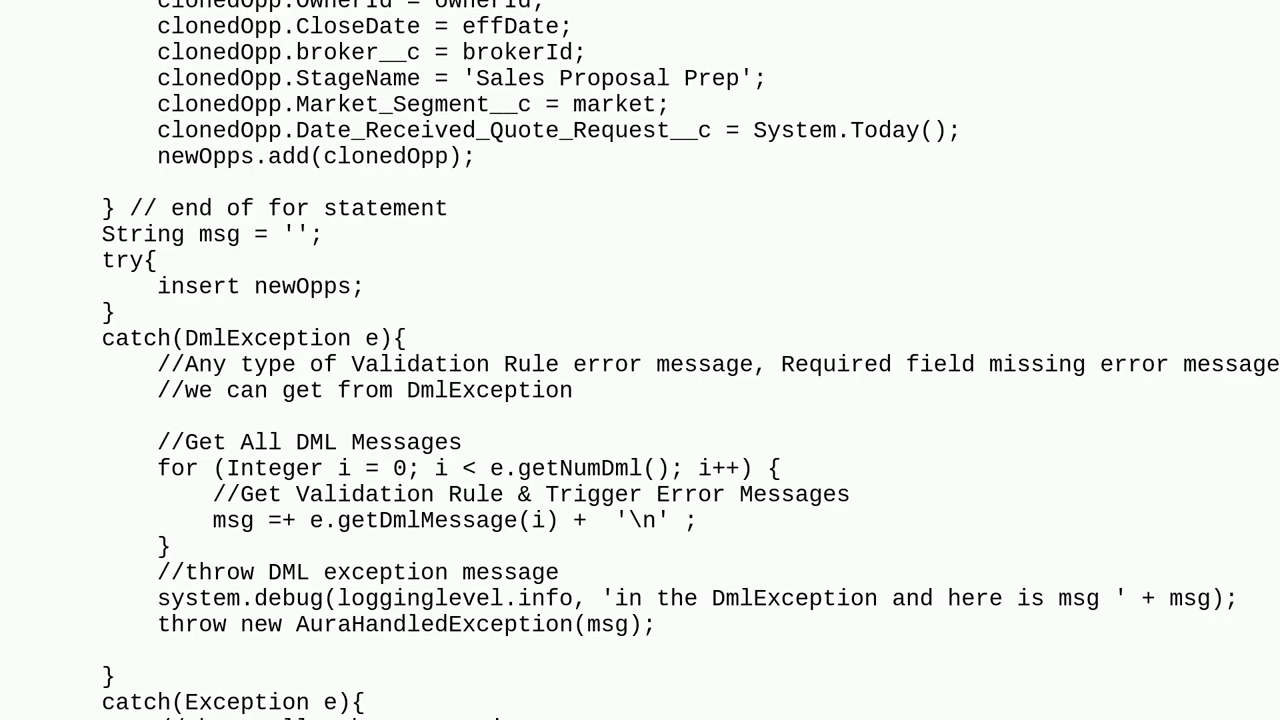 clonedOpp.OwnerId = ownerId;
clonedOpp.CloseDate = effDate;
clonedOpp.broker__c = brokerId;
clonedOpp.StageName = 'Sales Proposal Prep';
clonedOpp.Market_Segment__c = market;
clonedOpp.Date_Received_Quote_Request__c = System.Today();
newOpps.add(clonedOpp);
} // end of for statement
String msg = '';
try{
insert newOpps;
}
catch(DmlException e){
//Any type of Validation Rule error message, Required field missing error message
//we can get from DmlException
//Get All DML Messages
for (Integer i = 0; i < e.getNumDml(); i++) {
//Get Validation Rule & Trigger Error Messages
msg =+ e.getDmlMessage(i) +  '\n' ;
}
//throw DML exception message
system.debug(logginglevel.info, 'in the DmlException and here is msg ' + msg);
throw new AuraHandledException(msg);
}
catch(Exception e){